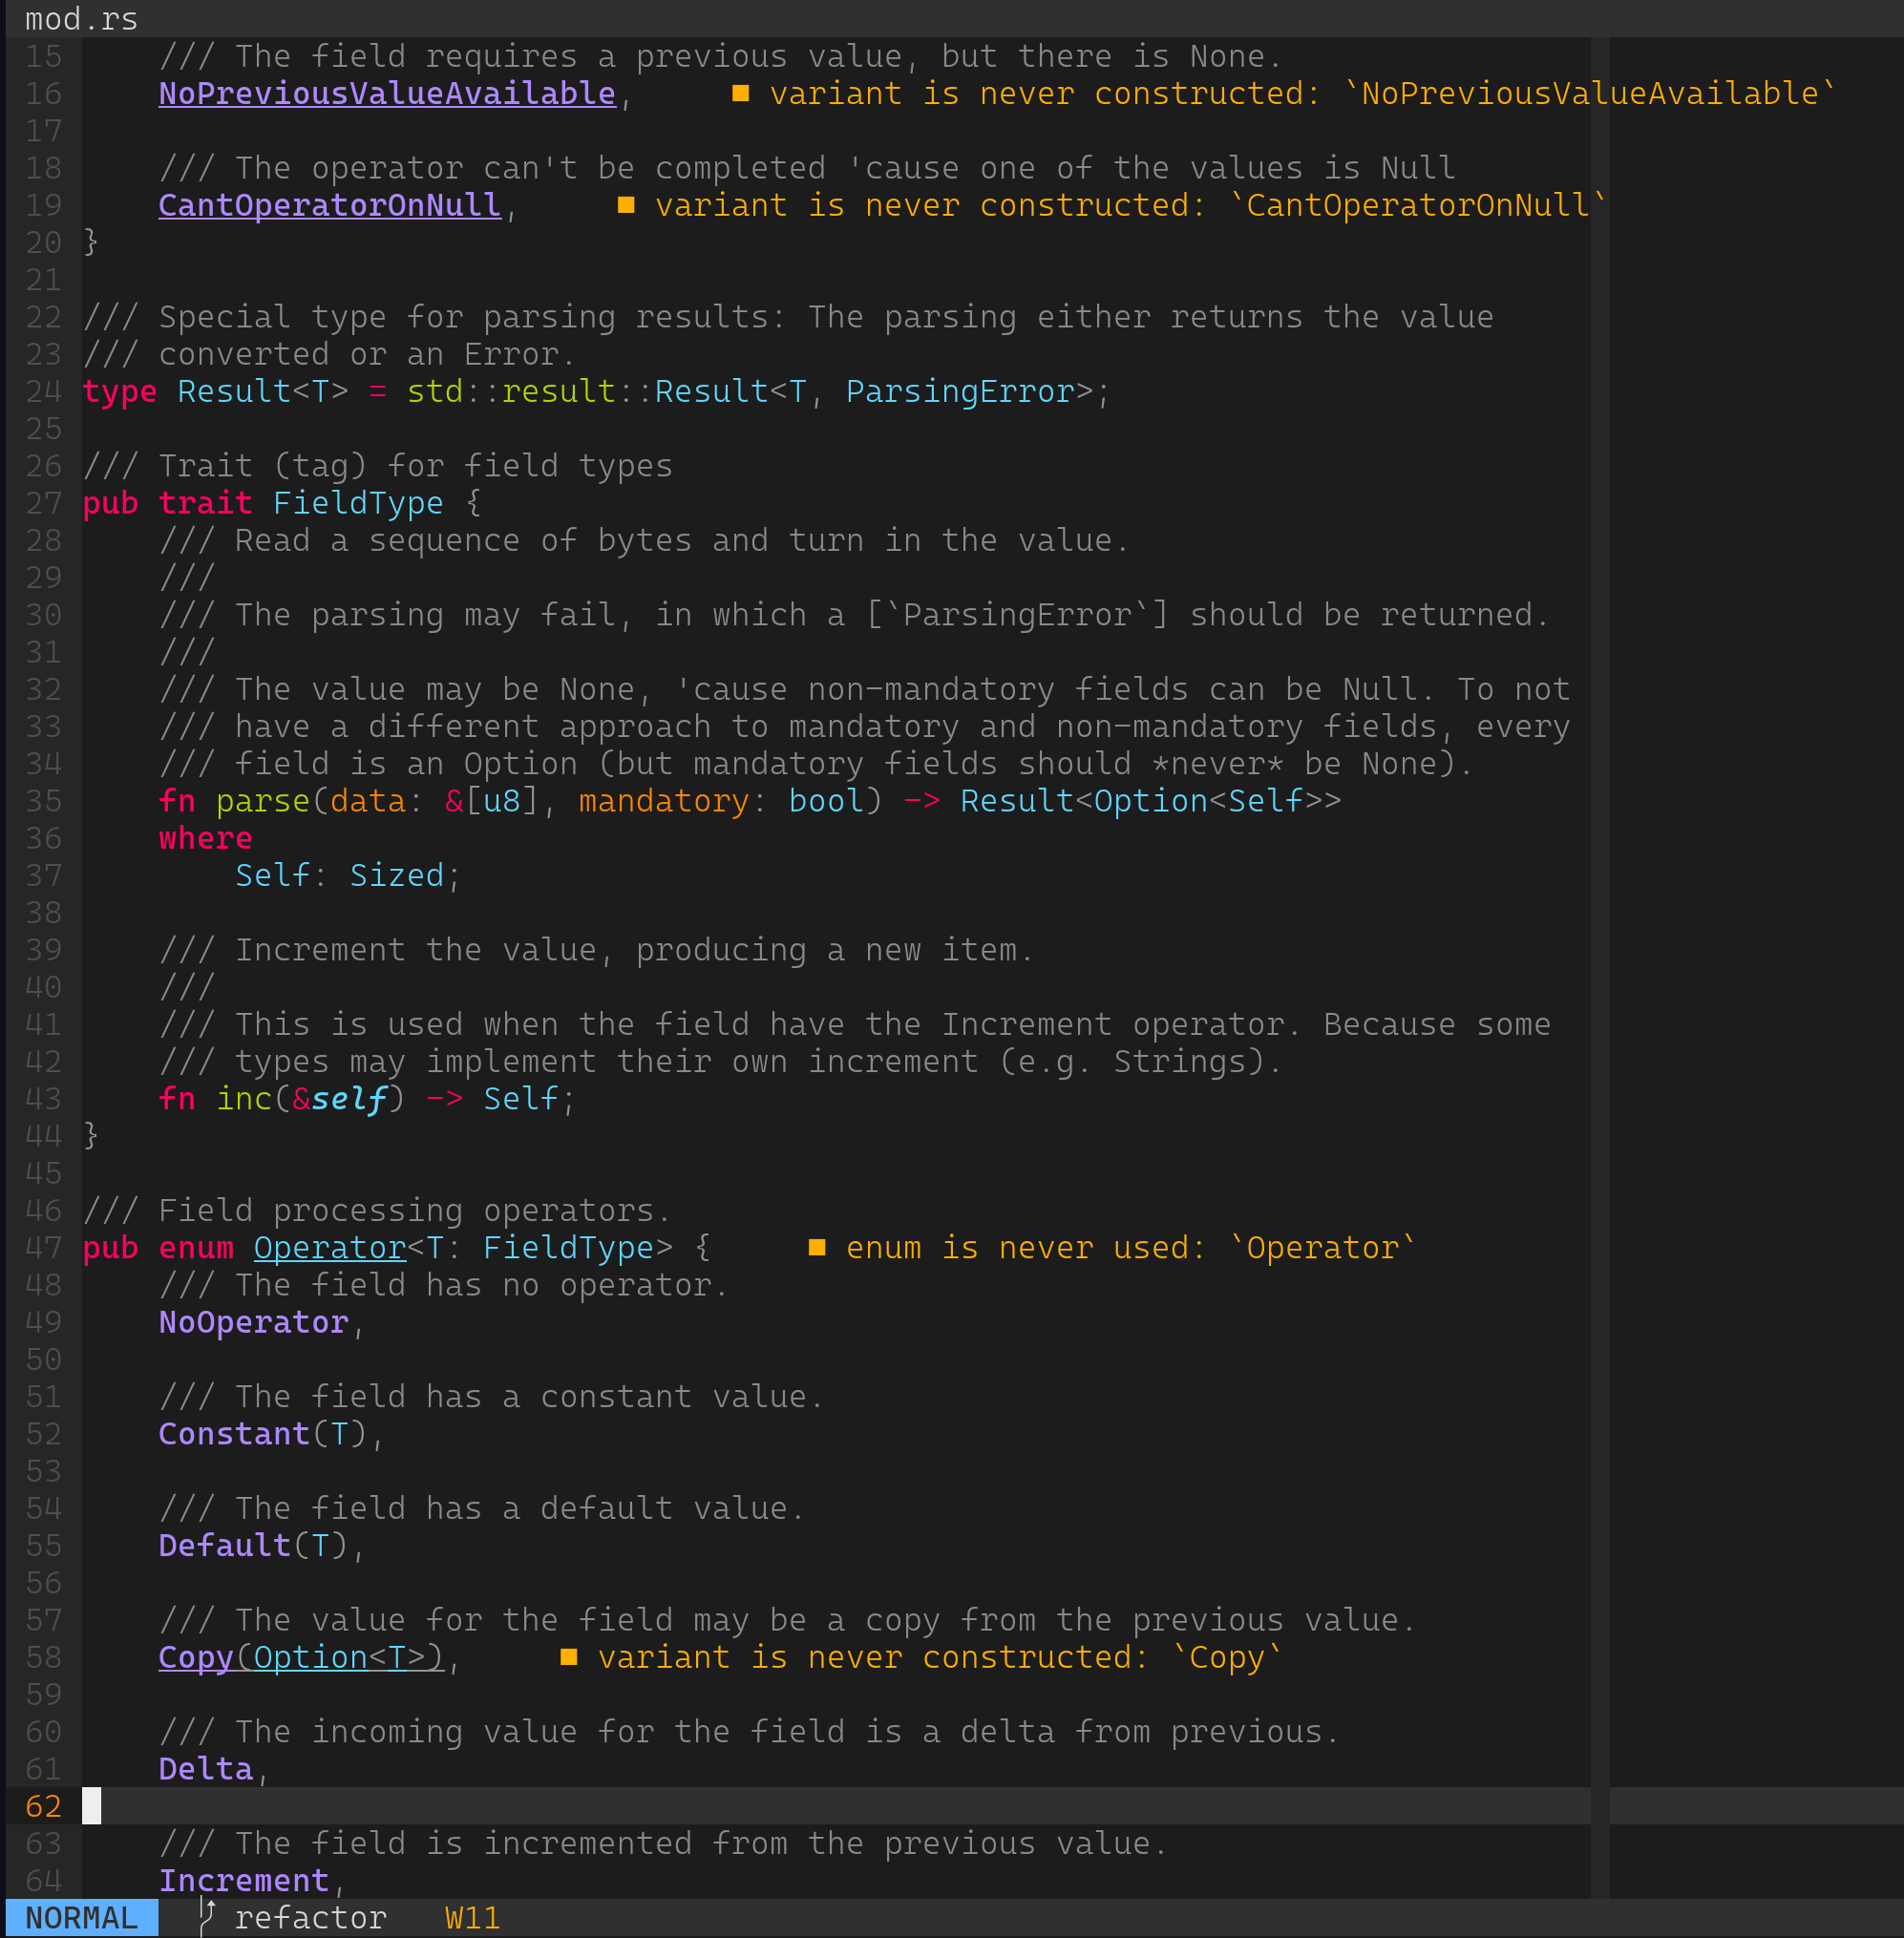 mod.rs
15     /// The field requires a previous value, but there is None.
16     NoPreviousValueAvailable,     ■ variant is never constructed: `NoPreviousValueAvailable`
17
18     /// The operator can't be completed 'cause one of the values is Null
19     CantOperatorOnNull,     ■ variant is never constructed: `CantOperatorOnNull`
20 }
21
22 /// Special type for parsing results: The parsing either returns the value
23 /// converted or an Error.
24 type Result<T> = std::result::Result<T, ParsingError>;
25
26 /// Trait (tag) for field types
27 pub trait FieldType {
28     /// Read a sequence of bytes and turn in the value.
29     ///
30     /// The parsing may fail, in which a [`ParsingError`] should be returned.
31     ///
32     /// The value may be None, 'cause non-mandatory fields can be Null. To not
33     /// have a different approach to mandatory and non-mandatory fields, every
34     /// field is an Option (but mandatory fields should *never* be None).
35     fn parse(data: &[u8], mandatory: bool) -> Result<Option<Self>>
36     where
37         Self: Sized;
38
39     /// Increment the value, producing a new item.
40     ///
41     /// This is used when the field have the Increment operator. Because some
42     /// types may implement their own increment (e.g. Strings).
43     fn inc(&self) -> Self;
44 }
45
46 /// Field processing operators.
47 pub enum Operator<T: FieldType> {     ■ enum is never used: `Operator`
48     /// The field has no operator.
49     NoOperator,
50
51     /// The field has a constant value.
52     Constant(T),
53
54     /// The field has a default value.
55     Default(T),
56
57     /// The value for the field may be a copy from the previous value.
58     Copy(Option<T>),     ■ variant is never constructed: `Copy`
59
60     /// The incoming value for the field is a delta from previous.
61     Delta,
62
63     /// The field is incremented from the previous value.
64     Increment,
NORMAL refactor W11